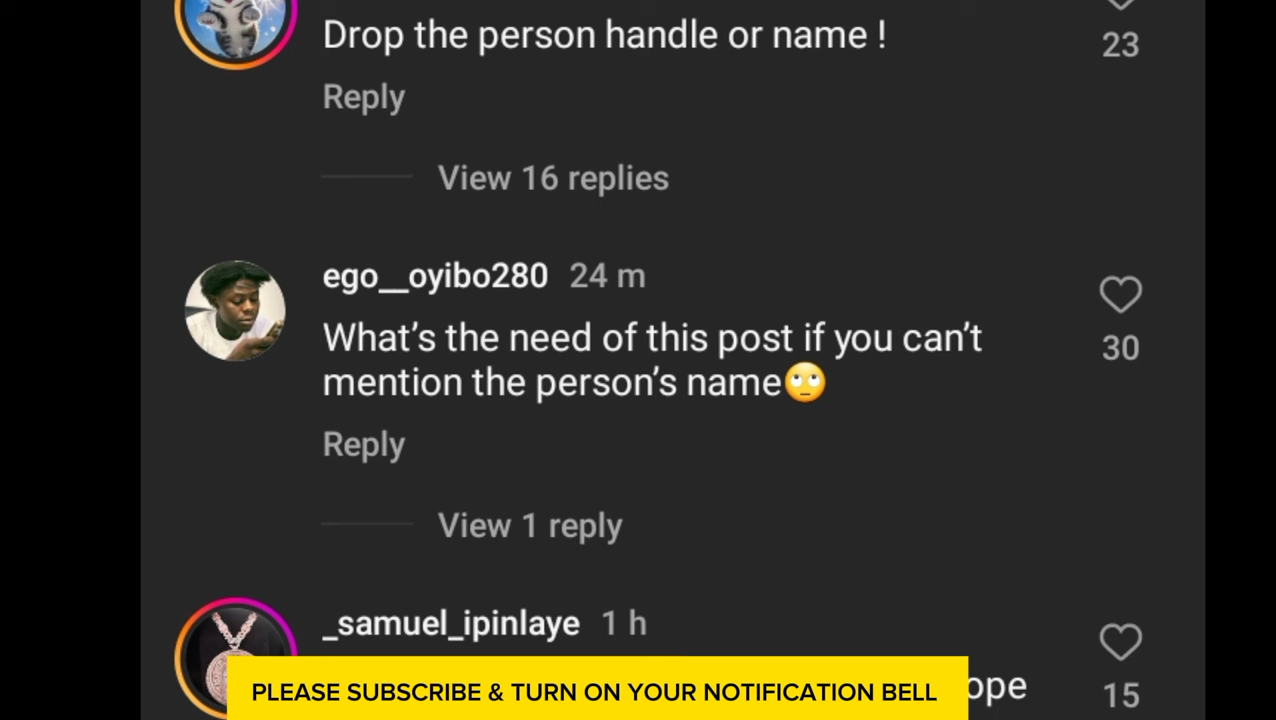 Drop the person handle or name !
23
Reply
View 16 replies
ego__oyibo280 24 m
What's the need of this post if you can't
30
mention the person's name🙄
Reply
View 1 reply
_samuel_ipinlaye 1 h
PLEASE SUBSCRIBE & TURN ON YOUR NOTIFICATION BELL
15